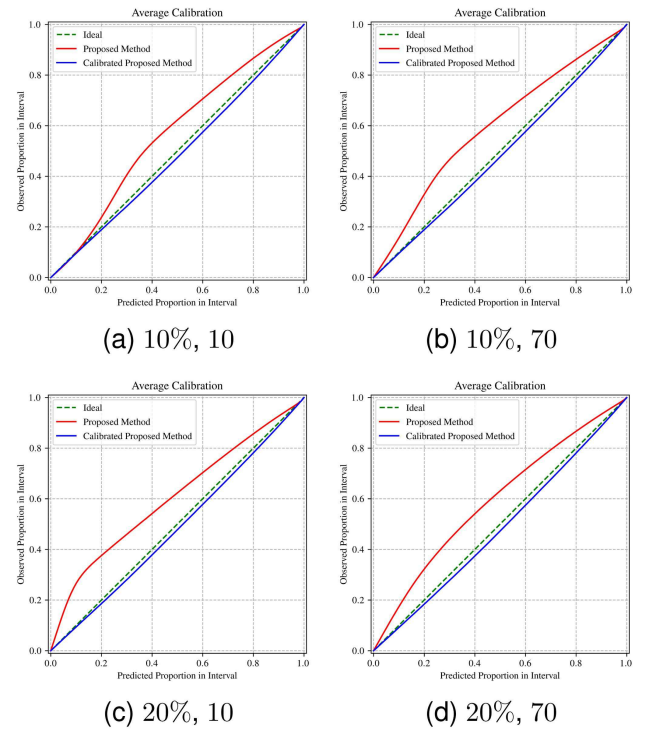 Average Calibration
Ideal
Proposed Method
Calibrated Proposed Method
Observed Proportion in Interval
1.0
0.8
0.6
0.4
0.2
0.0
0.0 0.2 0.4 0.6 0.8 1.0
Predicted Proportion in Interval
(a) 10%, 10
Average Calibration
Ideal
Proposed Method
Calibrated Proposed Method
Observed Proportion in Interval
1.0
0.8
0.6
0.4
0.2
0.0
0.0 0.2 0.4 0.6 0.8 1.0
Predicted Proportion in Interval
(b) 10%, 70
Average Calibration
Ideal
Proposed Method
Calibrated Proposed Method
Observed Proportion in Interval
1.0
0.8
0.6
0.4
0.2
0.0
0.0 0.2 0.4 0.6 0.8 1.0
Predicted Proportion in Interval
(c) 20%, 10
Average Calibration
Ideal
Proposed Method
Calibrated Proposed Method
Observed Proportion in Interval
1.0
0.8
0.6
0.4
0.2
0.0
0.0 0.2 0.4 0.6 0.8 1.0
Predicted Proportion in Interval
(d) 20%, 70